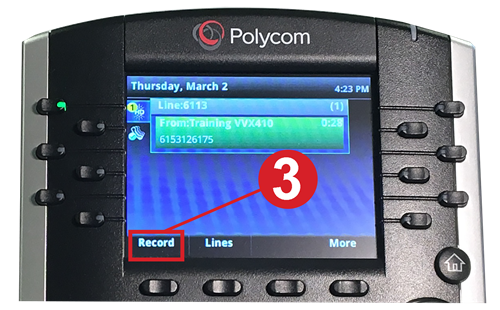 Polycom
Thursday, March 2 4:23 PM
Line:6113 (1)
From:Training VVX410 0:28
6153126175
3
Record Lines More